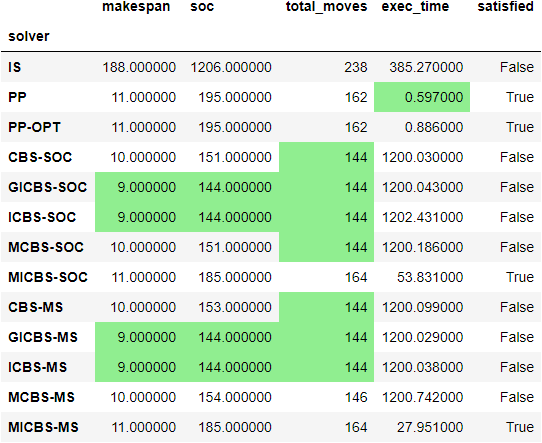 makespan soc total_moves exec_time satisfied
solver
IS 188.000000 1206.000000 238 385.270000 False
PP 11.000000 195.000000 162 0.597000 True
PP-OPT 11.000000 195.000000 162 0.886000 True
CBS-SOC 10.000000 151.000000 144 1200.030000 False
GICBS-SOC 9.000000 144.000000 144 1200.043000 False
ICBS-SOC 9.000000 144.000000 144 1202.431000 False
MCBS-SOC 10.000000 151.000000 144 1200.186000 False
MICBS-SOC 11.000000 185.000000 164 53.831000 True
CBS-MS 10.000000 153.000000 144 1200.099000 False
GICBS-MS 9.000000 144.000000 144 1200.029000 False
ICBS-MS 9.000000 144.000000 144 1200.038000 False
MCBS-MS 10.000000 154.000000 146 1200.742000 False
MICBS-MS 11.000000 185.000000 164 27.951000 True